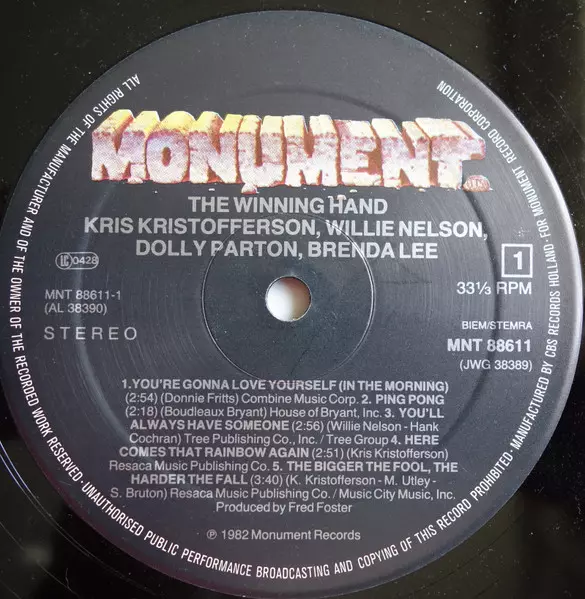 MONUMENT
THE WINNING HAND
KRIS KRISTOFFERSON, WILLIE NELSON,
DOLLY PARTON, BRENDA LEE
LC 0428
1
MNT 88611-1
(AL 38390)
33⅓ RPM
STEREO
BIEM/STEMRA
MNT 88611
(JWG 38389)
1.YOU'RE GONNA LOVE YOURSELF (IN THE MORNING)
(2:54) (Donnie Fritts) Combine Music Corp. 2. PING PONG
(2:18) (Boudleaux Bryant) House of Bryant, Inc. 3. YOU'LL
ALWAYS HAVE SOMEONE (2:56) (Willie Nelson - Hank
Cochran) Tree Publishing Co., Inc. / Tree Group 4. HERE
COMES THAT RAINBOW AGAIN (2:51) (Kris Kristofferson)
Resaca Music Publishing Co. 5. THE BIGGER THE FOOL, THE
HARDER THE FALL (3:40) (K. Kristofferson - M. Utley -
S. Bruton) Resaca Music Publishing Co. / Music City Music, Inc.
Produced by Fred Foster
℗ 1982 Monument Records
ALL RIGHTS OF THE MANUFACTURER AND OF THE OWNER OF THE RECORDED WORK RESERVED · UNAUTHORISED PUBLIC PERFORMANCE BROADCASTING AND COPYING OF THIS RECORD PROHIBITED · MANUFACTURED BY CBS RECORDS HOLLAND · FOR MONUMENT RECORD CORPORATION